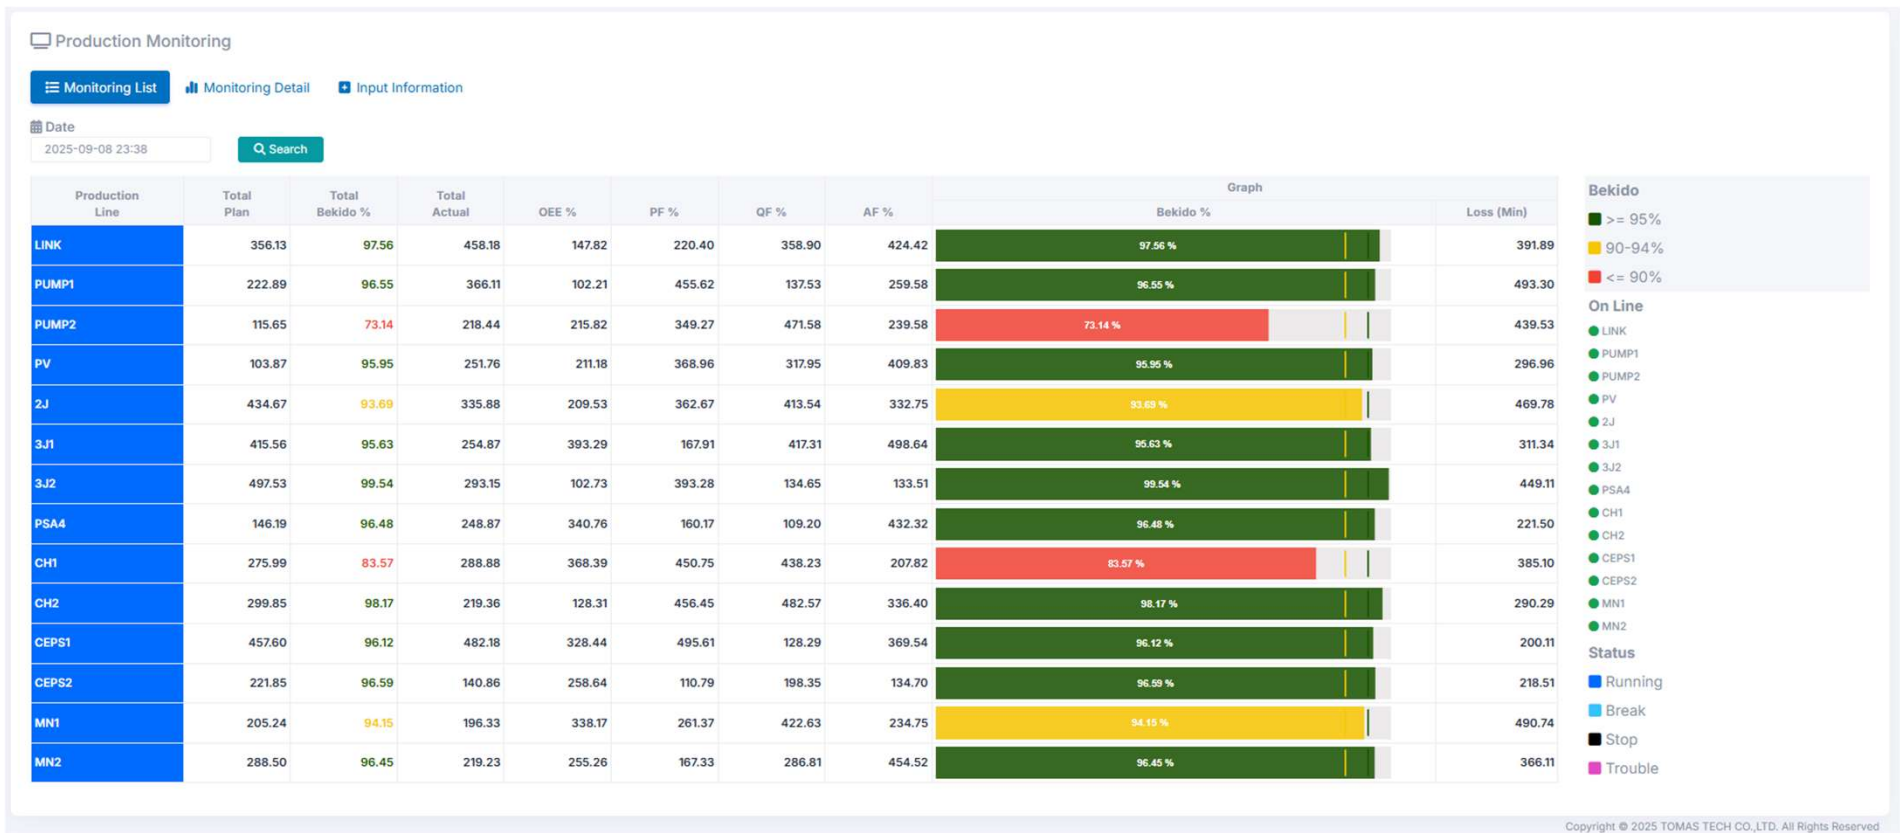 Production Monitoring
Monitoring List Monitoring Detail Input Information
Date
2025-09-08 23:38 Search
Production Line Total Plan Total Bekido % Total Actual OEE % PF % QF % AF % Graph
Bekido % Loss (Min)
LINK 356.13 97.56 458.18 147.82 220.40 358.90 424.42 97.56 % 391.89
PUMP1 222.89 96.55 366.11 102.21 455.62 137.53 259.58 96.55 % 493.30
PUMP2 115.65 73.14 218.44 215.82 349.27 471.58 239.58 73.14 % 439.53
PV 103.87 95.95 251.76 211.18 368.96 317.95 409.83 95.95 % 296.96
2J 434.67 93.69 335.88 209.53 362.67 413.54 332.75 93.69 % 469.78
3J1 415.56 95.63 254.87 393.29 167.91 417.31 498.64 95.63 % 311.34
3J2 497.53 99.54 293.15 102.73 393.28 134.65 133.51 99.54 % 449.11
PSA4 146.19 96.48 248.87 340.76 160.17 109.20 432.32 96.48 % 221.50
CH1 275.99 83.57 288.88 368.39 450.75 438.23 207.82 83.57 % 385.10
CH2 299.85 98.17 219.36 128.31 456.45 482.57 336.40 98.17 % 290.29
CEPS1 457.60 96.12 482.18 328.44 495.61 128.29 369.54 96.12 % 200.11
CEPS2 221.85 96.59 140.86 258.64 110.79 198.35 134.70 96.59 % 218.51
MN1 205.24 94.15 196.33 338.17 261.37 422.63 234.75 94.15 % 490.74
MN2 288.50 96.45 219.23 255.26 167.33 286.81 454.52 96.45 % 366.11
Bekido
>= 95%
90-94%
<= 90%
On Line
LINK
PUMP1
PUMP2
PV
2J
3J1
3J2
PSA4
CH1
CH2
CEPS1
CEPS2
MN1
MN2
Status
Running
Break
Stop
Trouble
Copyright © 2025 TOMAS TECH CO.,LTD. All Rights Reserved